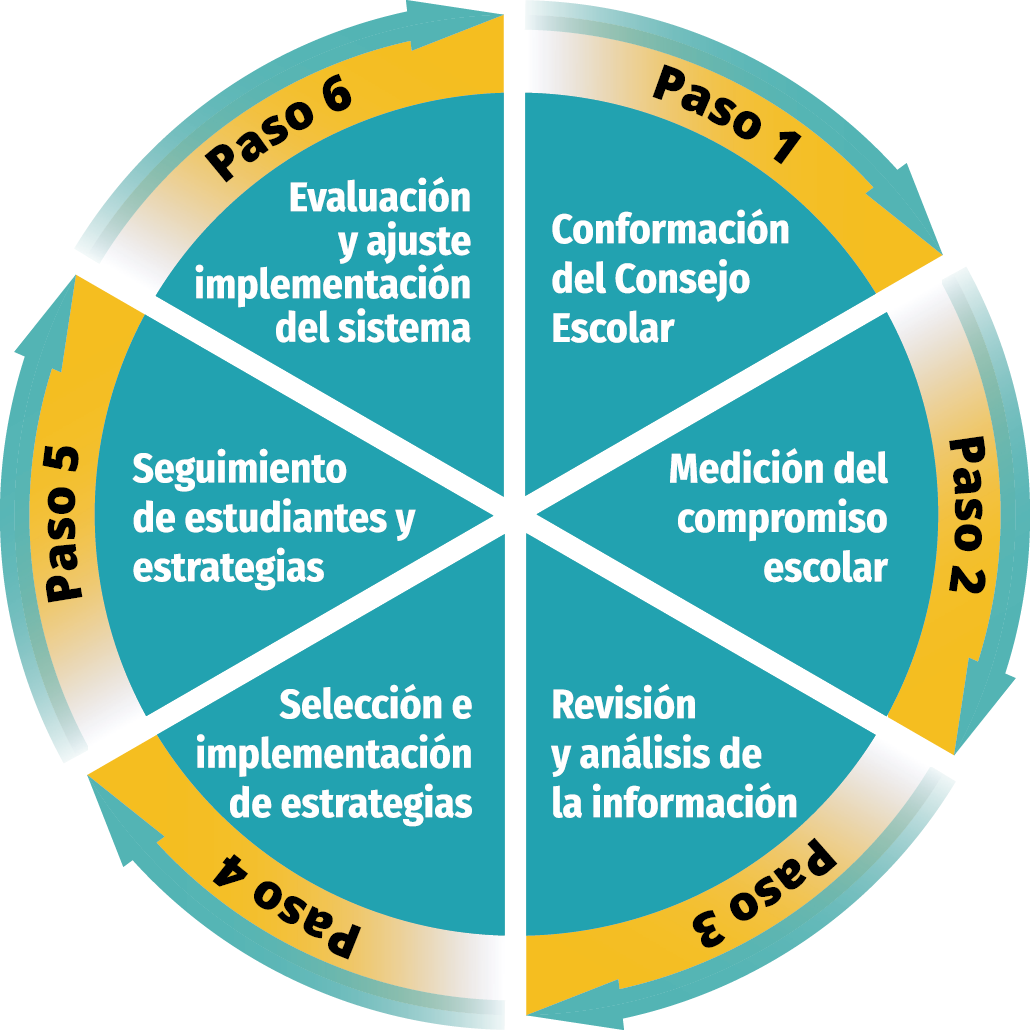 Paso 1
Conformación
del Consejo
Escolar
Paso 2
Medición del
compromiso
escolar
Paso 3
Revisión
y análisis de
la información
Paso 4
Selección e
implementación
de estrategias
Paso 5
Seguimiento
de estudiantes y
estrategias
Paso 6
Evaluación
y ajuste
implementación
del sistema